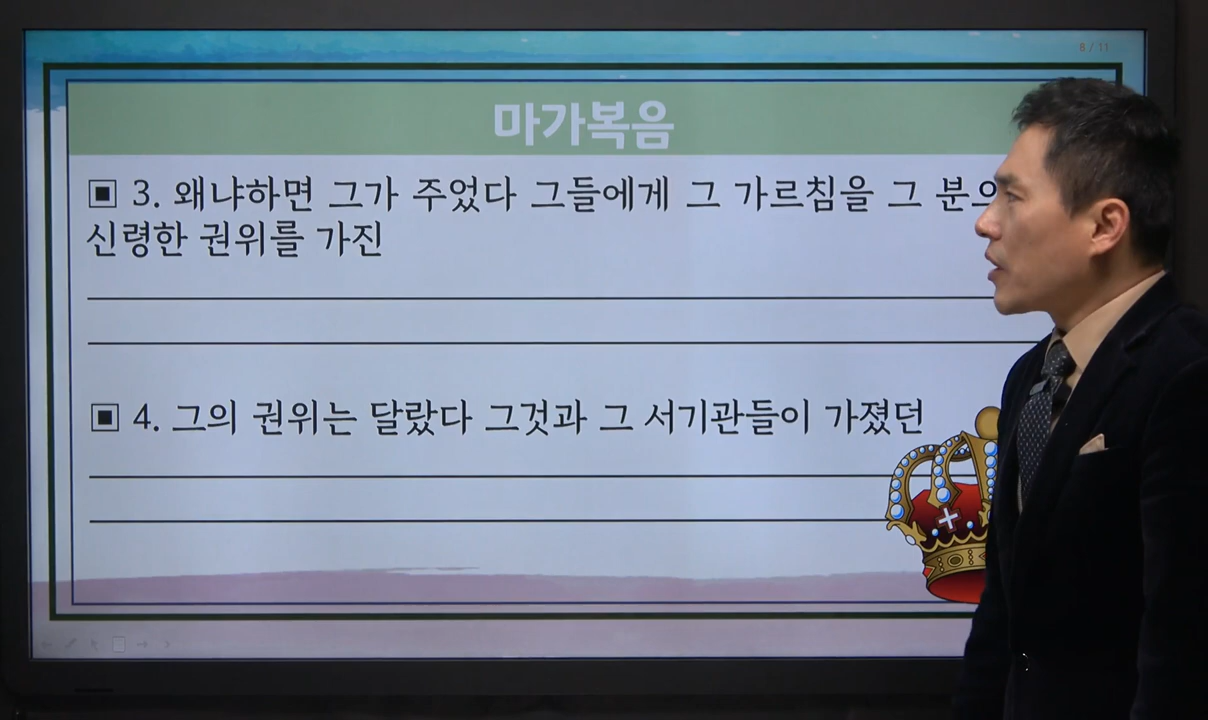 8 / 11
마가복음
▣ 3. 왜냐하면 그가 주었다 그들에게 그 가르침을 그
신령한 권위를 가진
▣ 4. 그의 권위는 달랐다 그것과 그 서기관들이 가졌던